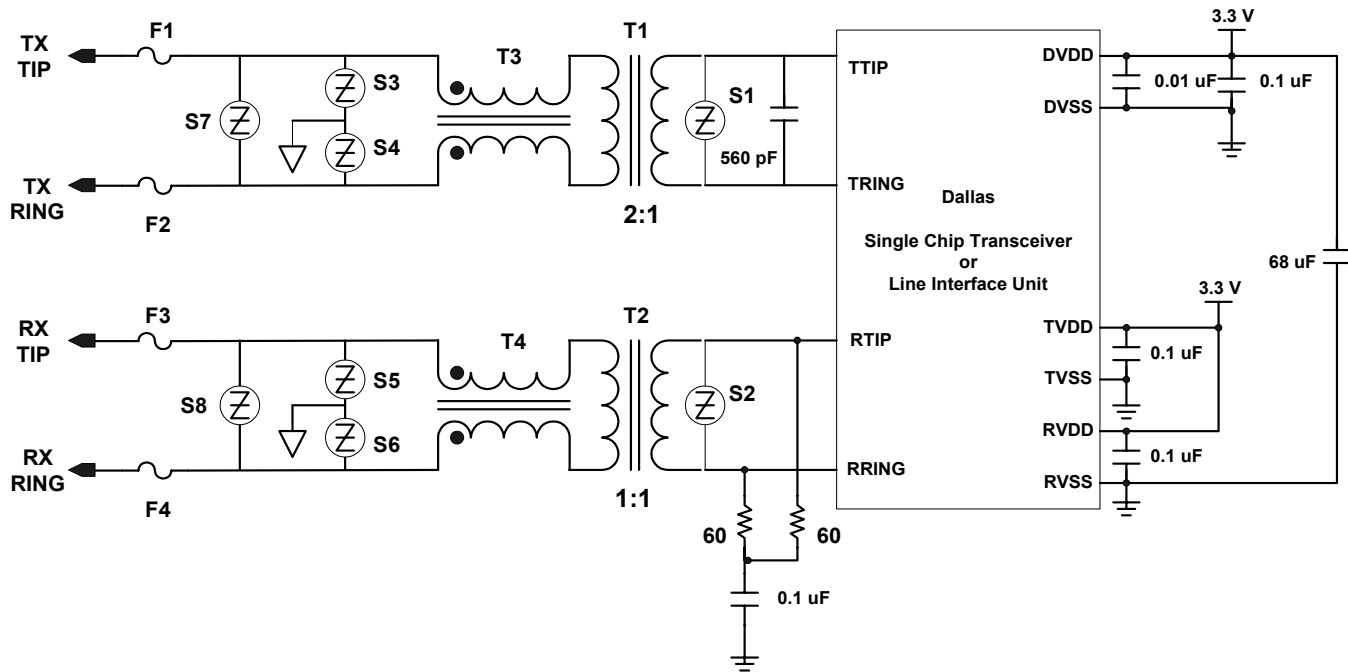 F1
T1
3.3 V
TX
TIP
T3
TTIP
DVDD
S3
0.01 uF
0.1 uF
S7
S1
DVSS
S4
560 pF
TX
RING
TRING
F2
2:1
Dallas
Single Chip Transceiver
or
Line Interface Unit
68 uF
3.3 V
F3
T2
RX
TIP
T4
RTIP
TVDD
S5
0.1 uF
S8
S2
TVSS
S6
RVDD
RX
RING
RRING
0.1 uF
RVSS
F4
1:1
60
60
0.1 uF